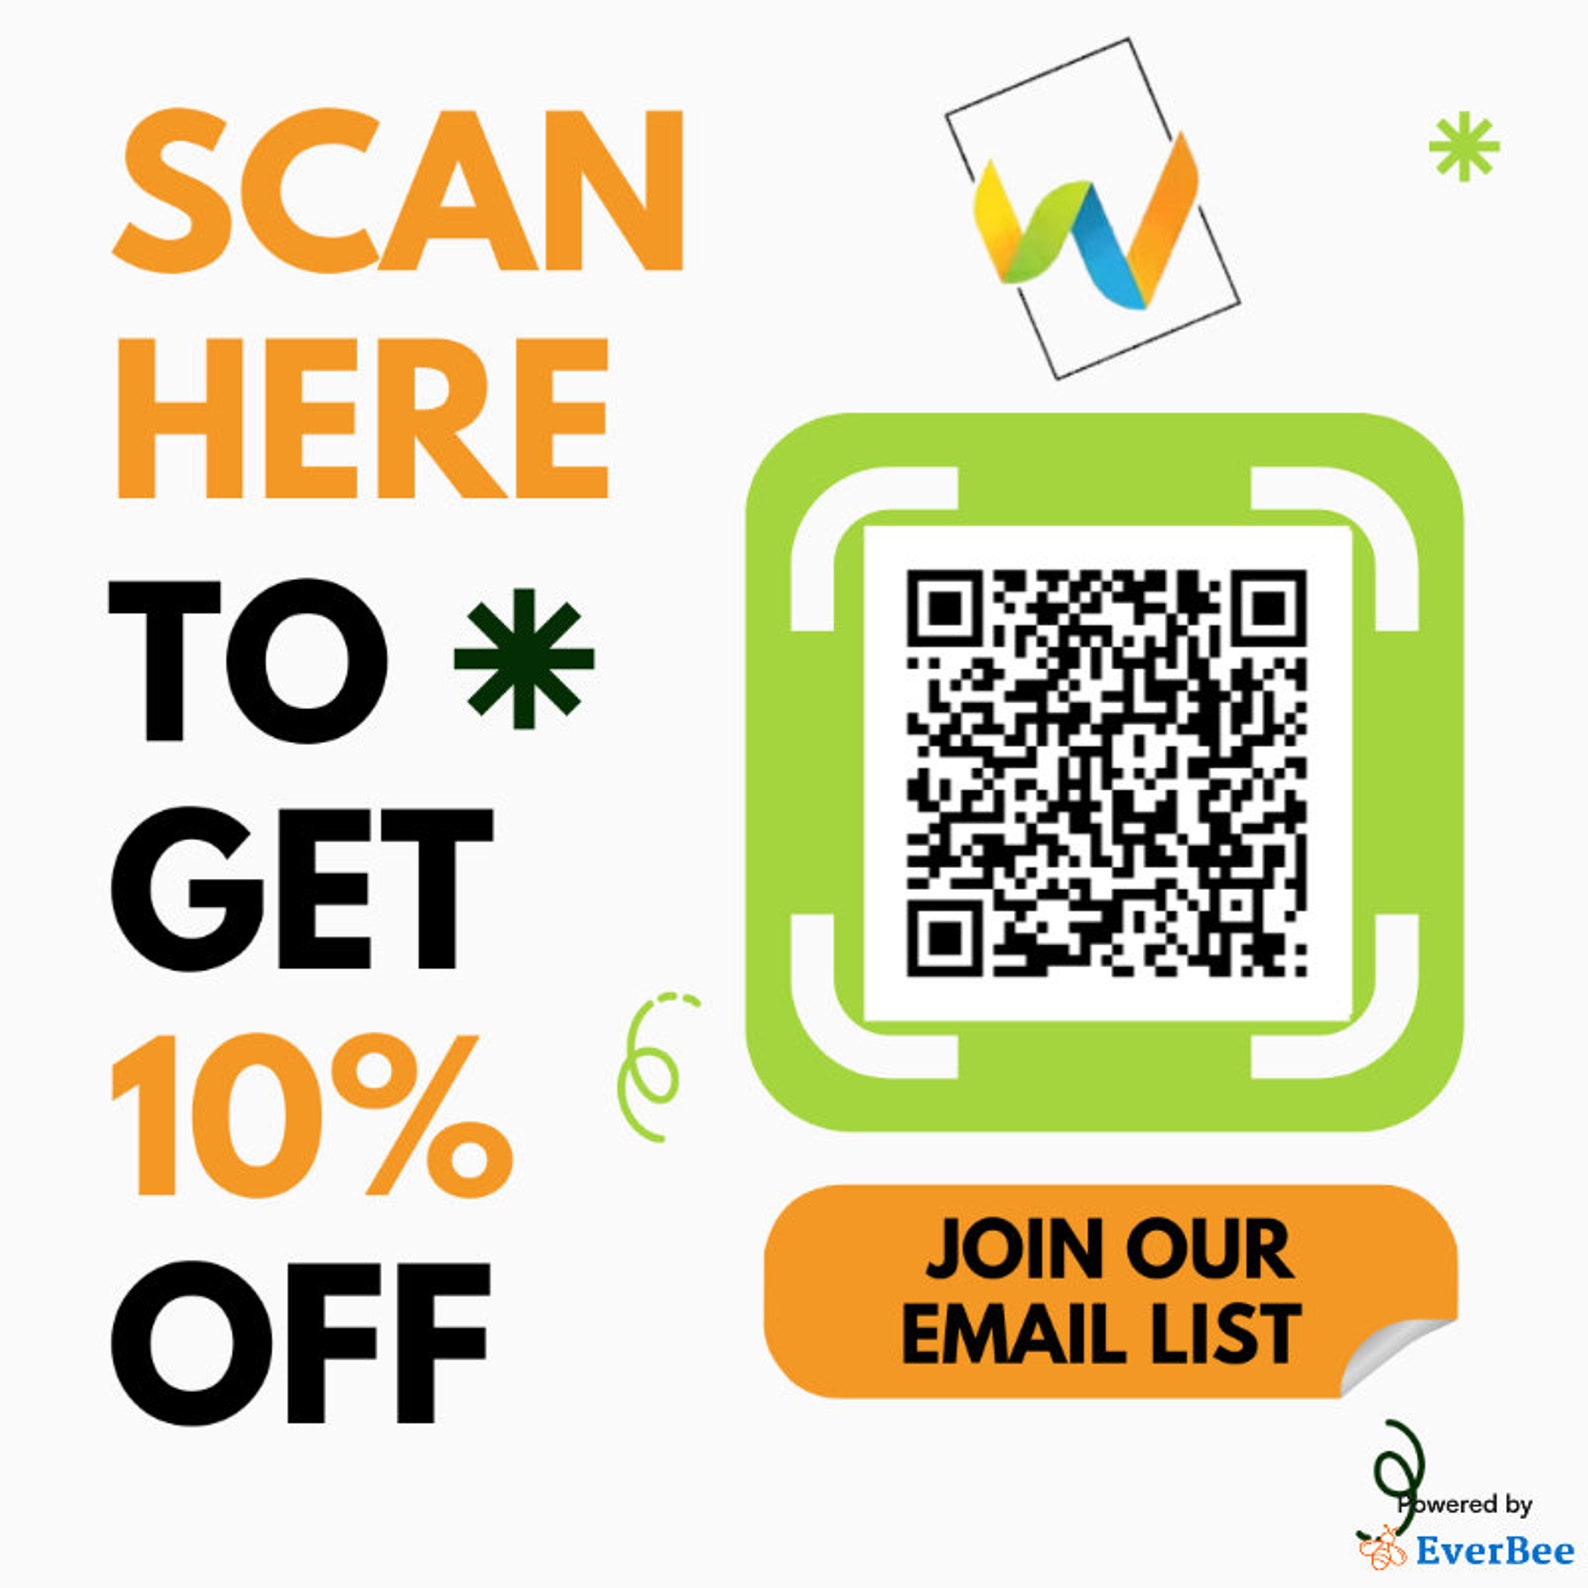 SCAN
HERE
TO
GET
10%
OFF
JOIN OUR
EMAIL LIST
Powered by
EverBee